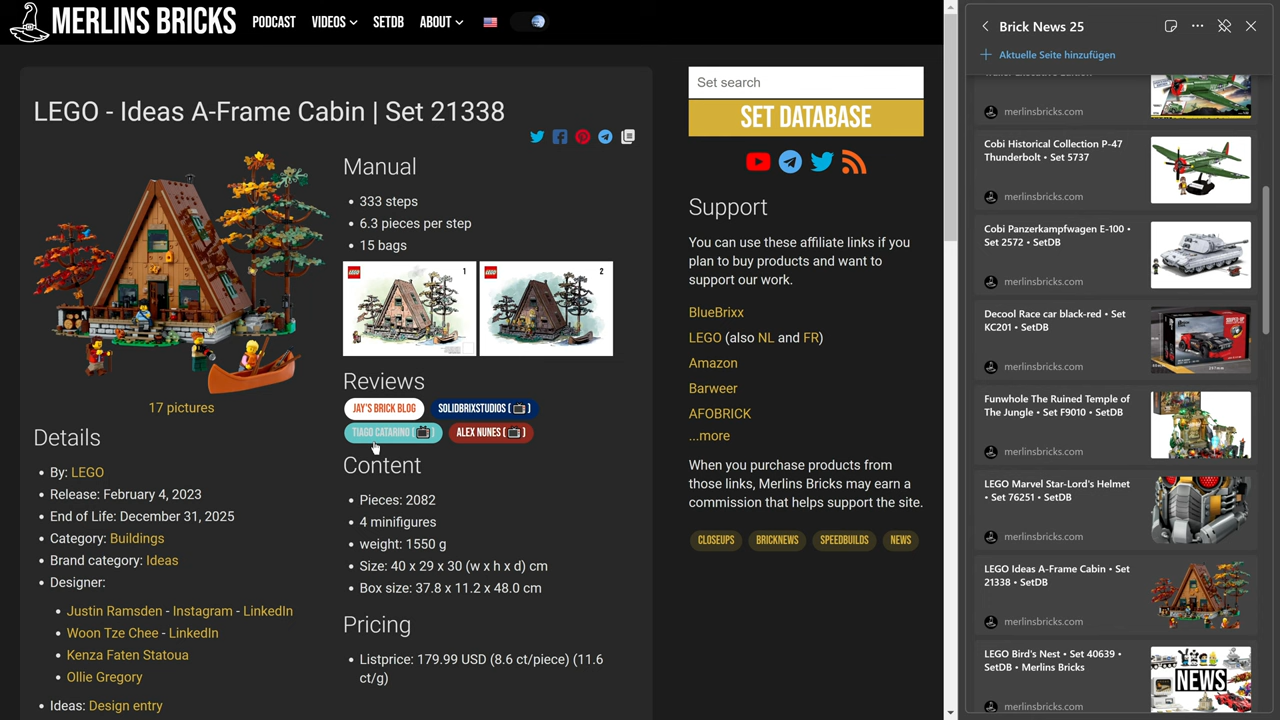 MERLINS BRICKS
PODCAST VIDEOS SETDB ABOUT
LEGO - Ideas A-Frame Cabin | Set 21338
17 pictures
Details
By: LEGO
Release: February 4, 2023
End of Life: December 31, 2025
Category: Buildings
Brand category: Ideas
Designer:
Justin Ramsden - Instagram - LinkedIn
Woon Tze Chee - LinkedIn
Kenza Faten Statoua
Ollie Gregory
Ideas: Design entry
Manual
333 steps
6.3 pieces per step
15 bags
LEGO 1 LEGO 2
Reviews
JAY'S BRICK BLOG SOLIDBRIXSTUDIOS ( )
TIAGO CATARINO ( ) ALEX NUNES ( )
Content
Pieces: 2082
4 minifigures
weight: 1550 g
Size: 40 x 29 x 30 (w x h x d) cm
Box size: 37.8 x 11.2 x 48.0 cm
Pricing
Listprice: 179.99 USD (8.6 ct/piece) (11.6
ct/g)
Set search
SET DATABASE
Support
You can use these affiliate links if you
plan to buy products and want to
support our work.
BlueBrixx
LEGO (also NL and FR)
Amazon
Barweer
AFOBRICK
...more
When you purchase products from
those links, Merlins Bricks may earn a
commission that helps support the site.
CLOSEUPS BRICKNEWS SPEEDBUILDS NEWS
Brick News 25
Aktuelle Seite hinzufügen
merlinsbricks.com
Cobi Historical Collection P-47
Thunderbolt • Set 5737
merlinsbricks.com
Cobi Panzerkampfwagen E-100 •
Set 2572 • SetDB
merlinsbricks.com
Decool Race car black-red • Set
KC201 • SetDB
merlinsbricks.com
Funwhole The Ruined Temple of
The Jungle • Set F9010 • SetDB
merlinsbricks.com
LEGO Marvel Star-Lord's Helmet
• Set 76251 • SetDB
merlinsbricks.com
LEGO Ideas A-Frame Cabin • Set
21338 • SetDB
merlinsbricks.com
LEGO Bird's Nest • Set 40639 •
SetDB • Merlins Bricks
NEWS
merlinsbricks.com